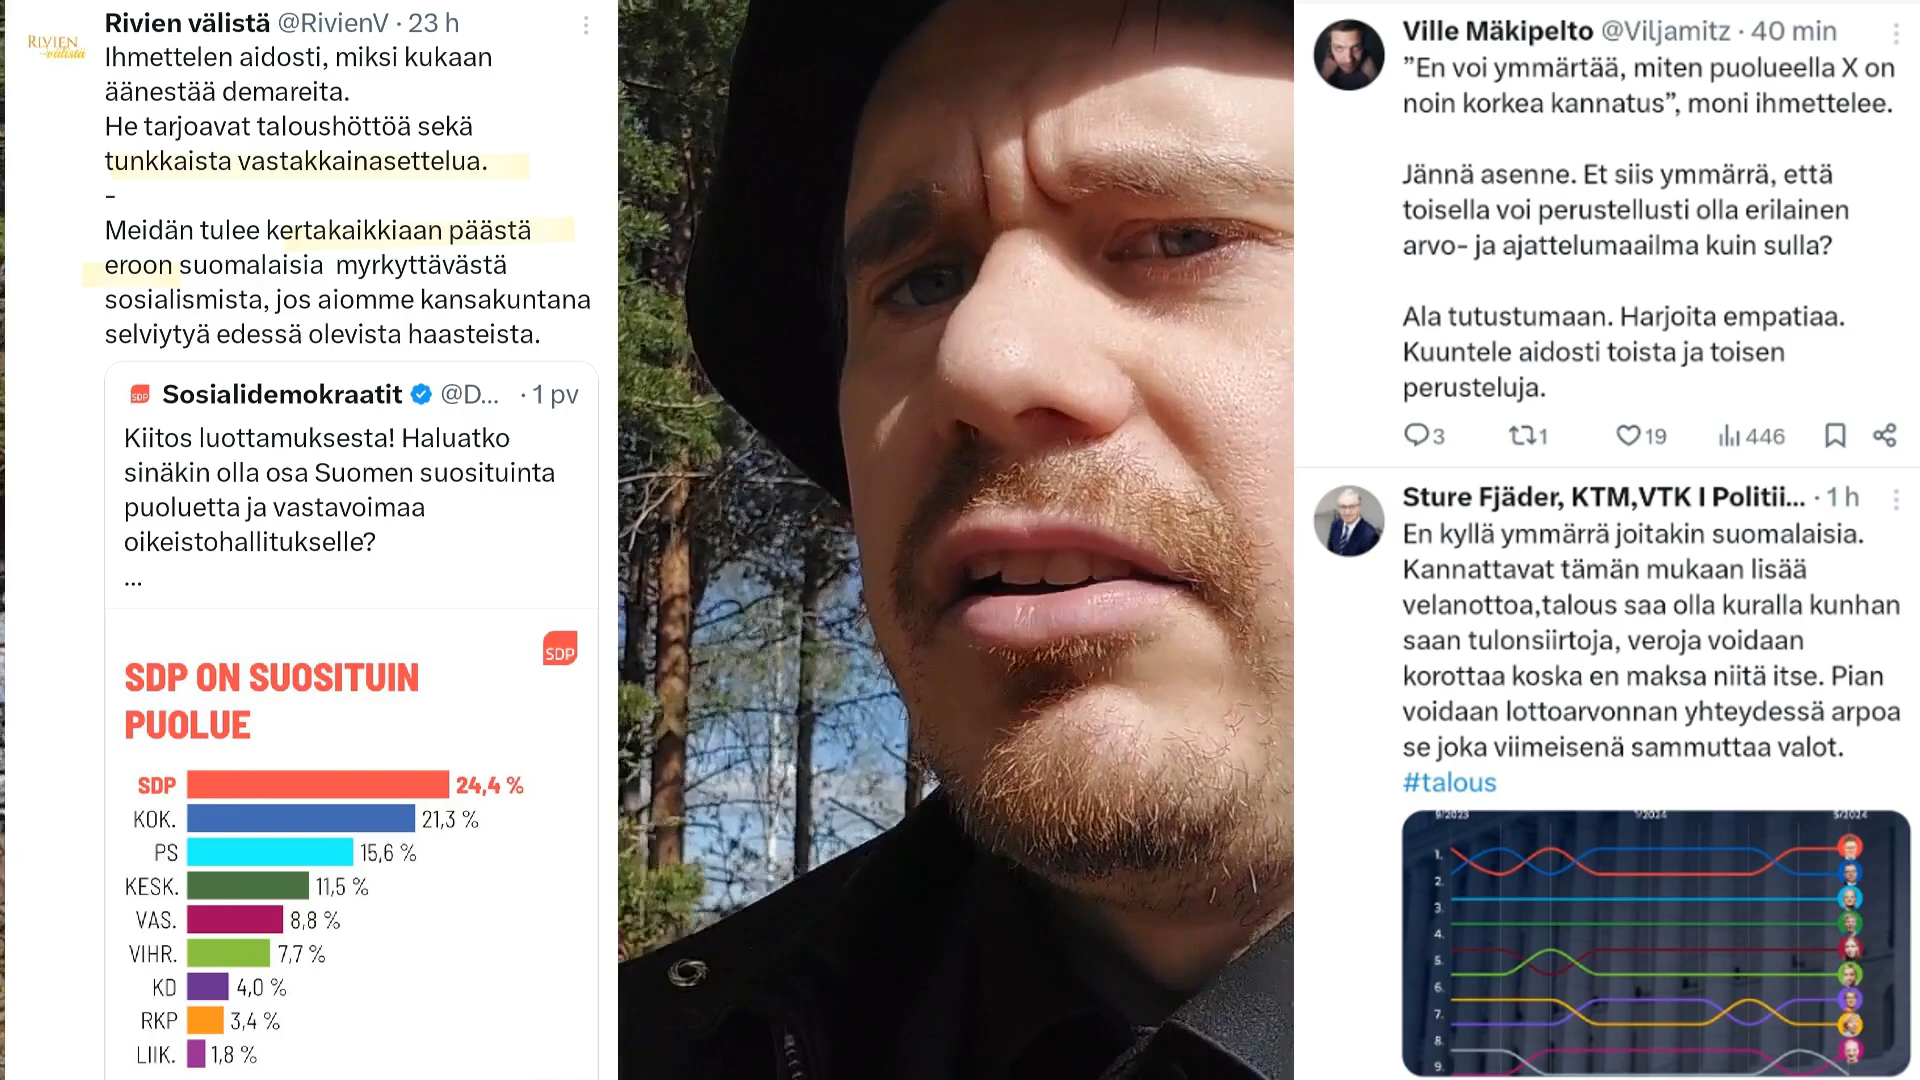 RIVIEN
välistä
Rivien välistä @RivienV · 23 h
Ihmettelen aidosti, miksi kukaan
äänestää demareita.
He tarjoavat taloushöttöä sekä
tunkkaista vastakkainasettelua.
-
Meidän tulee kertakaikkiaan päästä
eroon suomalaisia myrkyttävästä
sosialismista, jos aiomme kansakuntana
selviytyä edessä olevista haasteista.
SDP Sosialidemokraatit @D... · 1 pv
Kiitos luottamuksesta! Haluatko
sinäkin olla osa Suomen suosituinta
puoluetta ja vastavoimaa
oikeistohallitukselle?
...
SDP
SDP ON SUOSITUIN
PUOLUE
SDP 24,4 %
KOK. 21,3 %
PS 15,6 %
KESK. 11,5 %
VAS. 8,8 %
VIHR. 7,7 %
KD 4,0 %
RKP 3,4 %
LIIK. 1,8 %
Ville Mäkipelto @Viljamitz · 40 min
”En voi ymmärtää, miten puolueella X on
noin korkea kannatus”, moni ihmettelee.
Jännä asenne. Et siis ymmärrä, että
toisella voi perustellusti olla erilainen
arvo- ja ajattelumaailma kuin sulla?
Ala tutustumaan. Harjoita empatiaa.
Kuuntele aidosti toista ja toisen
perusteluja.
3 1 19 446
Sture Fjäder, KTM,VTK I Politii... · 1 h
En kyllä ymmärrä joitakin suomalaisia.
Kannattavat tämän mukaan lisää
velanottoa,talous saa olla kuralla kunhan
saan tulonsiirtoja, veroja voidaan
korottaa koska en maksa niitä itse. Pian
voidaan lottoarvonnan yhteydessä arpoa
se joka viimeisenä sammuttaa valot.
#talous
9/2023 1/2024 5/2024
1.
2.
3.
4.
5.
6.
7.
8.
9.